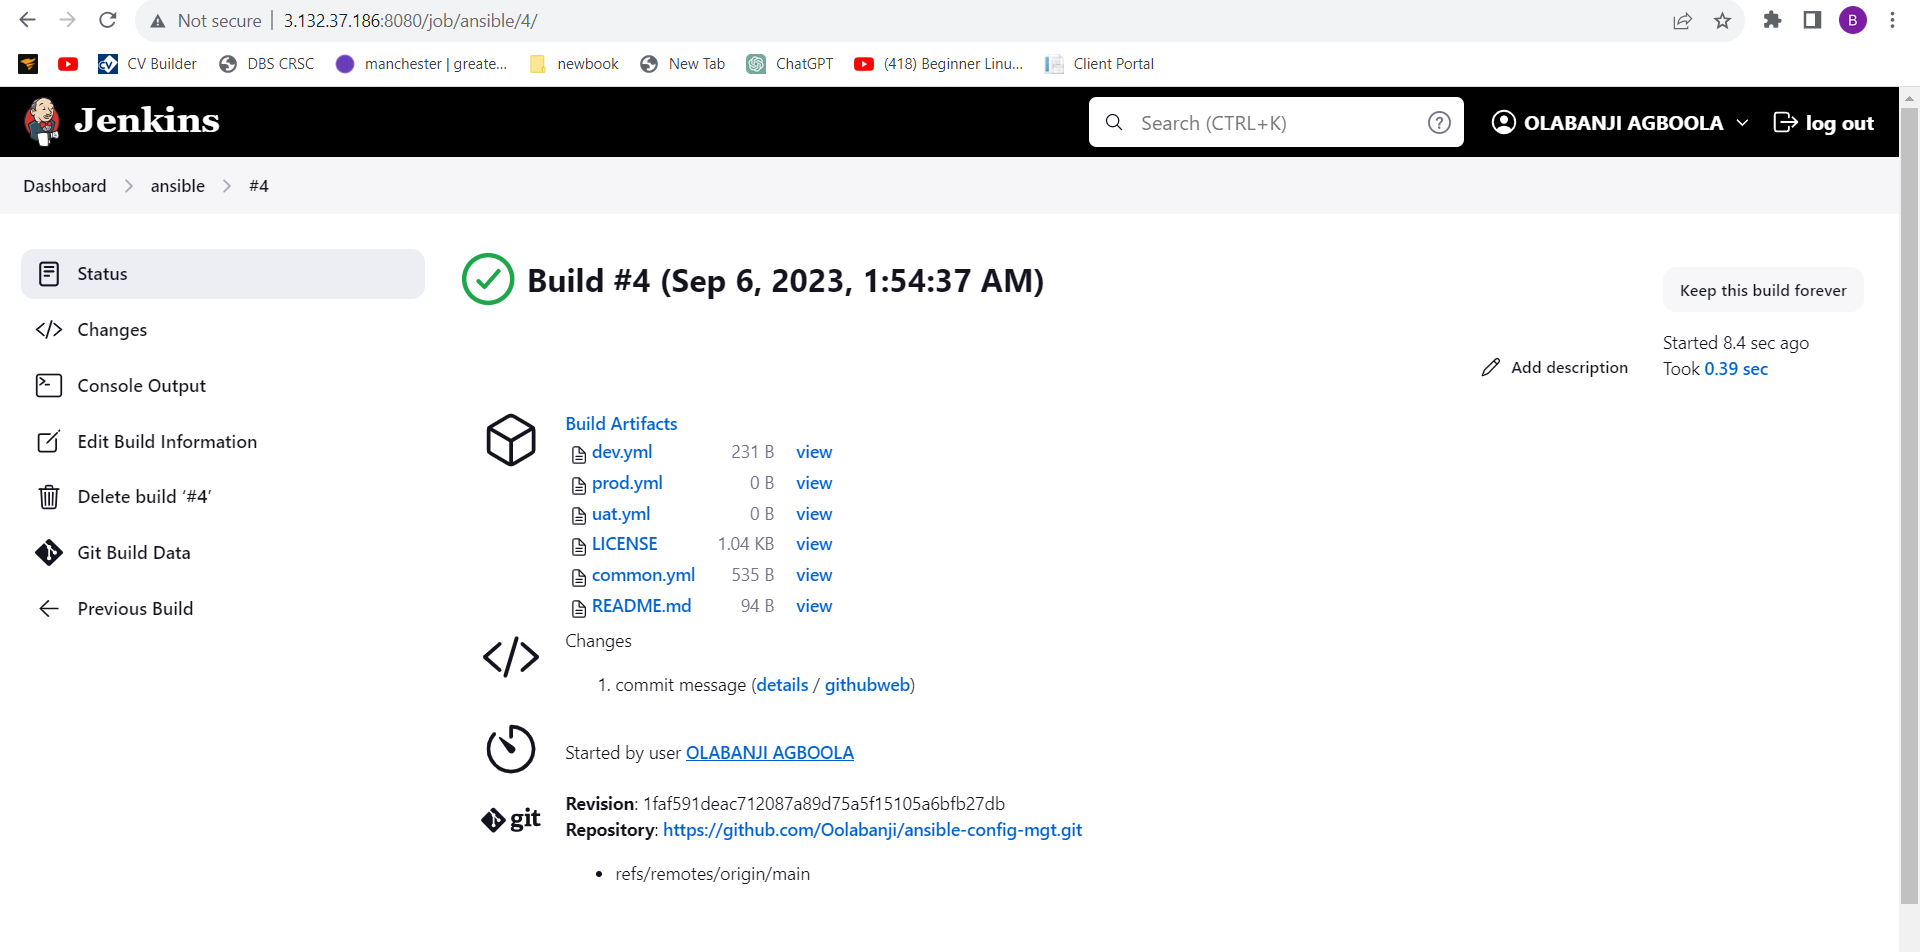 Not secure | 3.132.37.186:8080/job/ansible/4/
B
CV Builder DBS CRSC manchester | greate... newbook New Tab ChatGPT (418) Beginner Linu... Client Portal
Jenkins
Search (CTRL+K)
OLABANJI AGBOOLA
log out
Dashboard ansible #4
Status
Changes
Console Output
Edit Build Information
Delete build ‘#4’
Git Build Data
Previous Build
Build #4 (Sep 6, 2023, 1:54:37 AM)
Keep this build forever
Started 8.4 sec ago
Took 0.39 sec
Add description
Build Artifacts
dev.yml 231 B view
prod.yml 0 B view
uat.yml 0 B view
LICENSE 1.04 KB view
common.yml 535 B view
README.md 94 B view
Changes
1. commit message (details / githubweb)
Started by user OLABANJI AGBOOLA
git
Revision: 1faf591deac712087a89d75a5f15105a6bfb27db
Repository: https://github.com/Oolabanji/ansible-config-mgt.git
• refs/remotes/origin/main